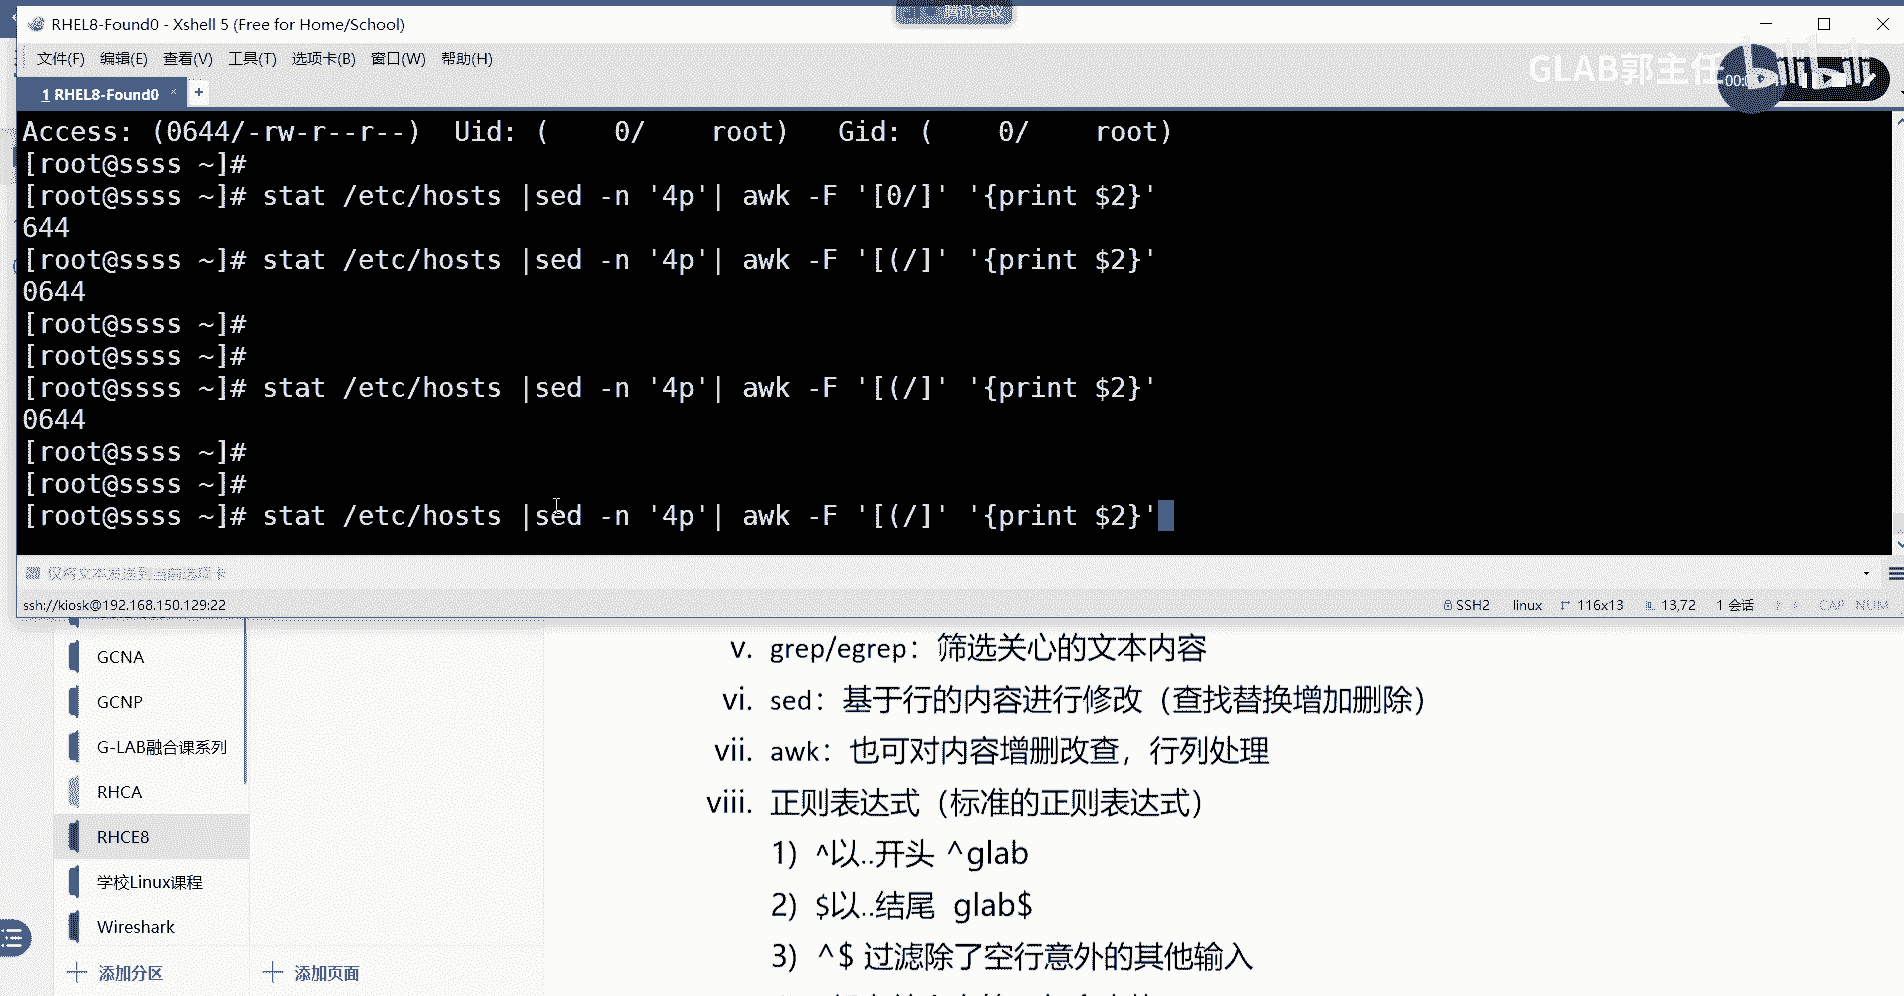 RHEL8-Found0 - Xshell 5 (Free for Home/School)
腾讯会议
文件(F) 编辑(E) 查看(V) 工具(T) 选项卡(B) 窗口(W) 帮助(H)
GLAB郭主任
bilibili
00:
1 RHEL8-Found0 × +
Access: (0644/-rw-r--r--)  Uid: (    0/    root)   Gid: (    0/    root)
[root@ssss ~]#
[root@ssss ~]# stat /etc/hosts |sed -n '4p'| awk -F '[0/]' '{print $2}'
644
[root@ssss ~]# stat /etc/hosts |sed -n '4p'| awk -F '[(/]' '{print $2}'
0644
[root@ssss ~]#
[root@ssss ~]#
[root@ssss ~]# stat /etc/hosts |sed -n '4p'| awk -F '[(/]' '{print $2}'
0644
[root@ssss ~]#
[root@ssss ~]#
[root@ssss ~]# stat /etc/hosts |sed -n '4p'| awk -F '[(/]' '{print $2}'
仅将文本发送到当前选项卡
ssh://kiosk@192.168.150.129:22 SSH2 linux 116x13 13,72 1 会话 CAP NUM
GCNA
GCNP
G-LAB融合课系列
RHCA
RHCE8
学校Linux课程
Wireshark
添加分区 添加页面
v. grep/egrep：筛选关心的文本内容
vi. sed：基于行的内容进行修改（查找替换增加删除）
vii. awk：也可对内容增删改查，行列处理
viii. 正则表达式（标准的正则表达式）
1) ^以..开头 ^glab
2) $以..结尾 glab$
3) ^$ 过滤除了空行意外的其他输入